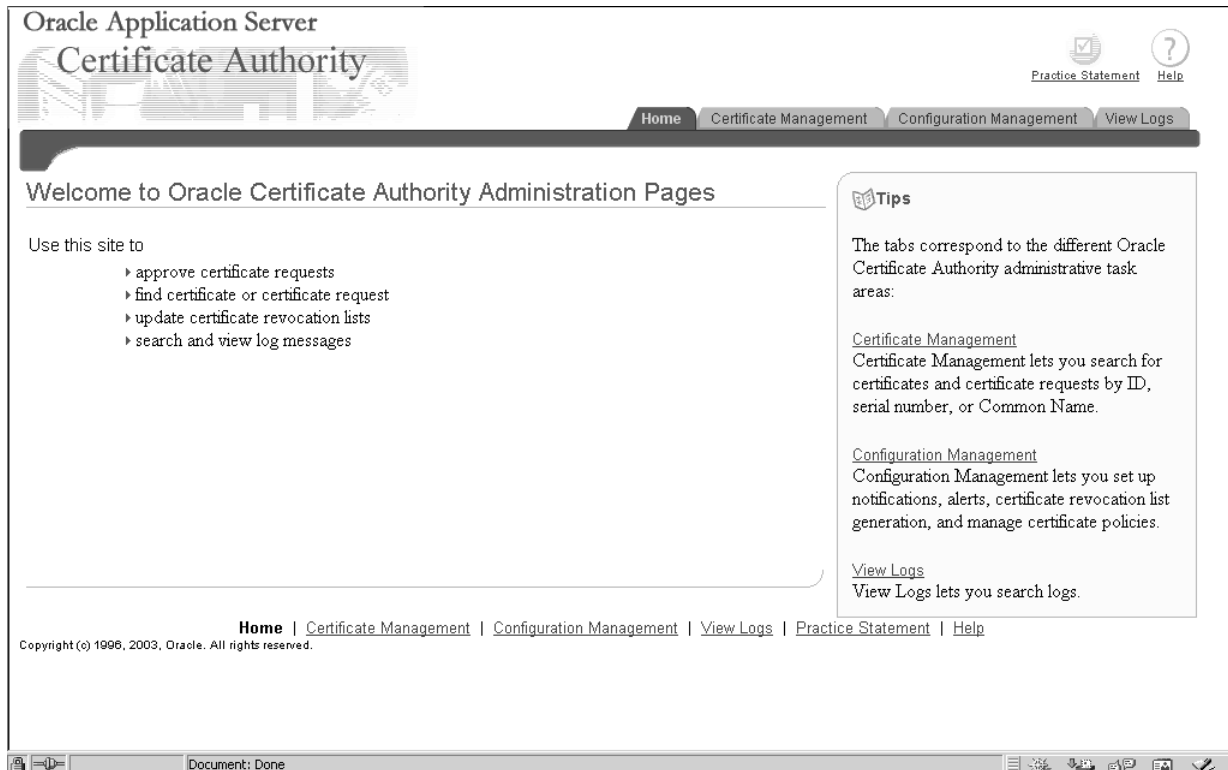 Oracle Application Server
Certificate Authority
Practice Statement
Help
Home
Certificate Management
Configuration Management
View Logs
Welcome to Oracle Certificate Authority Administration Pages
Use this site to
approve certificate requests
find certificate or certificate request
update certificate revocation lists
search and view log messages
Tips
The tabs correspond to the different Oracle
Certificate Authority administrative task
areas:
Certificate Management
Certificate Management lets you search for
certificates and certificate requests by ID,
serial number, or Common Name.
Configuration Management
Configuration Management lets you set up
notifications, alerts, certificate revocation list
generation, and manage certificate policies.
View Logs
View Logs lets you search logs.
Home | Certificate Management | Configuration Management | View Logs | Practice Statement | Help
Copyright (c) 1996, 2003, Oracle. All rights reserved.
Document: Done